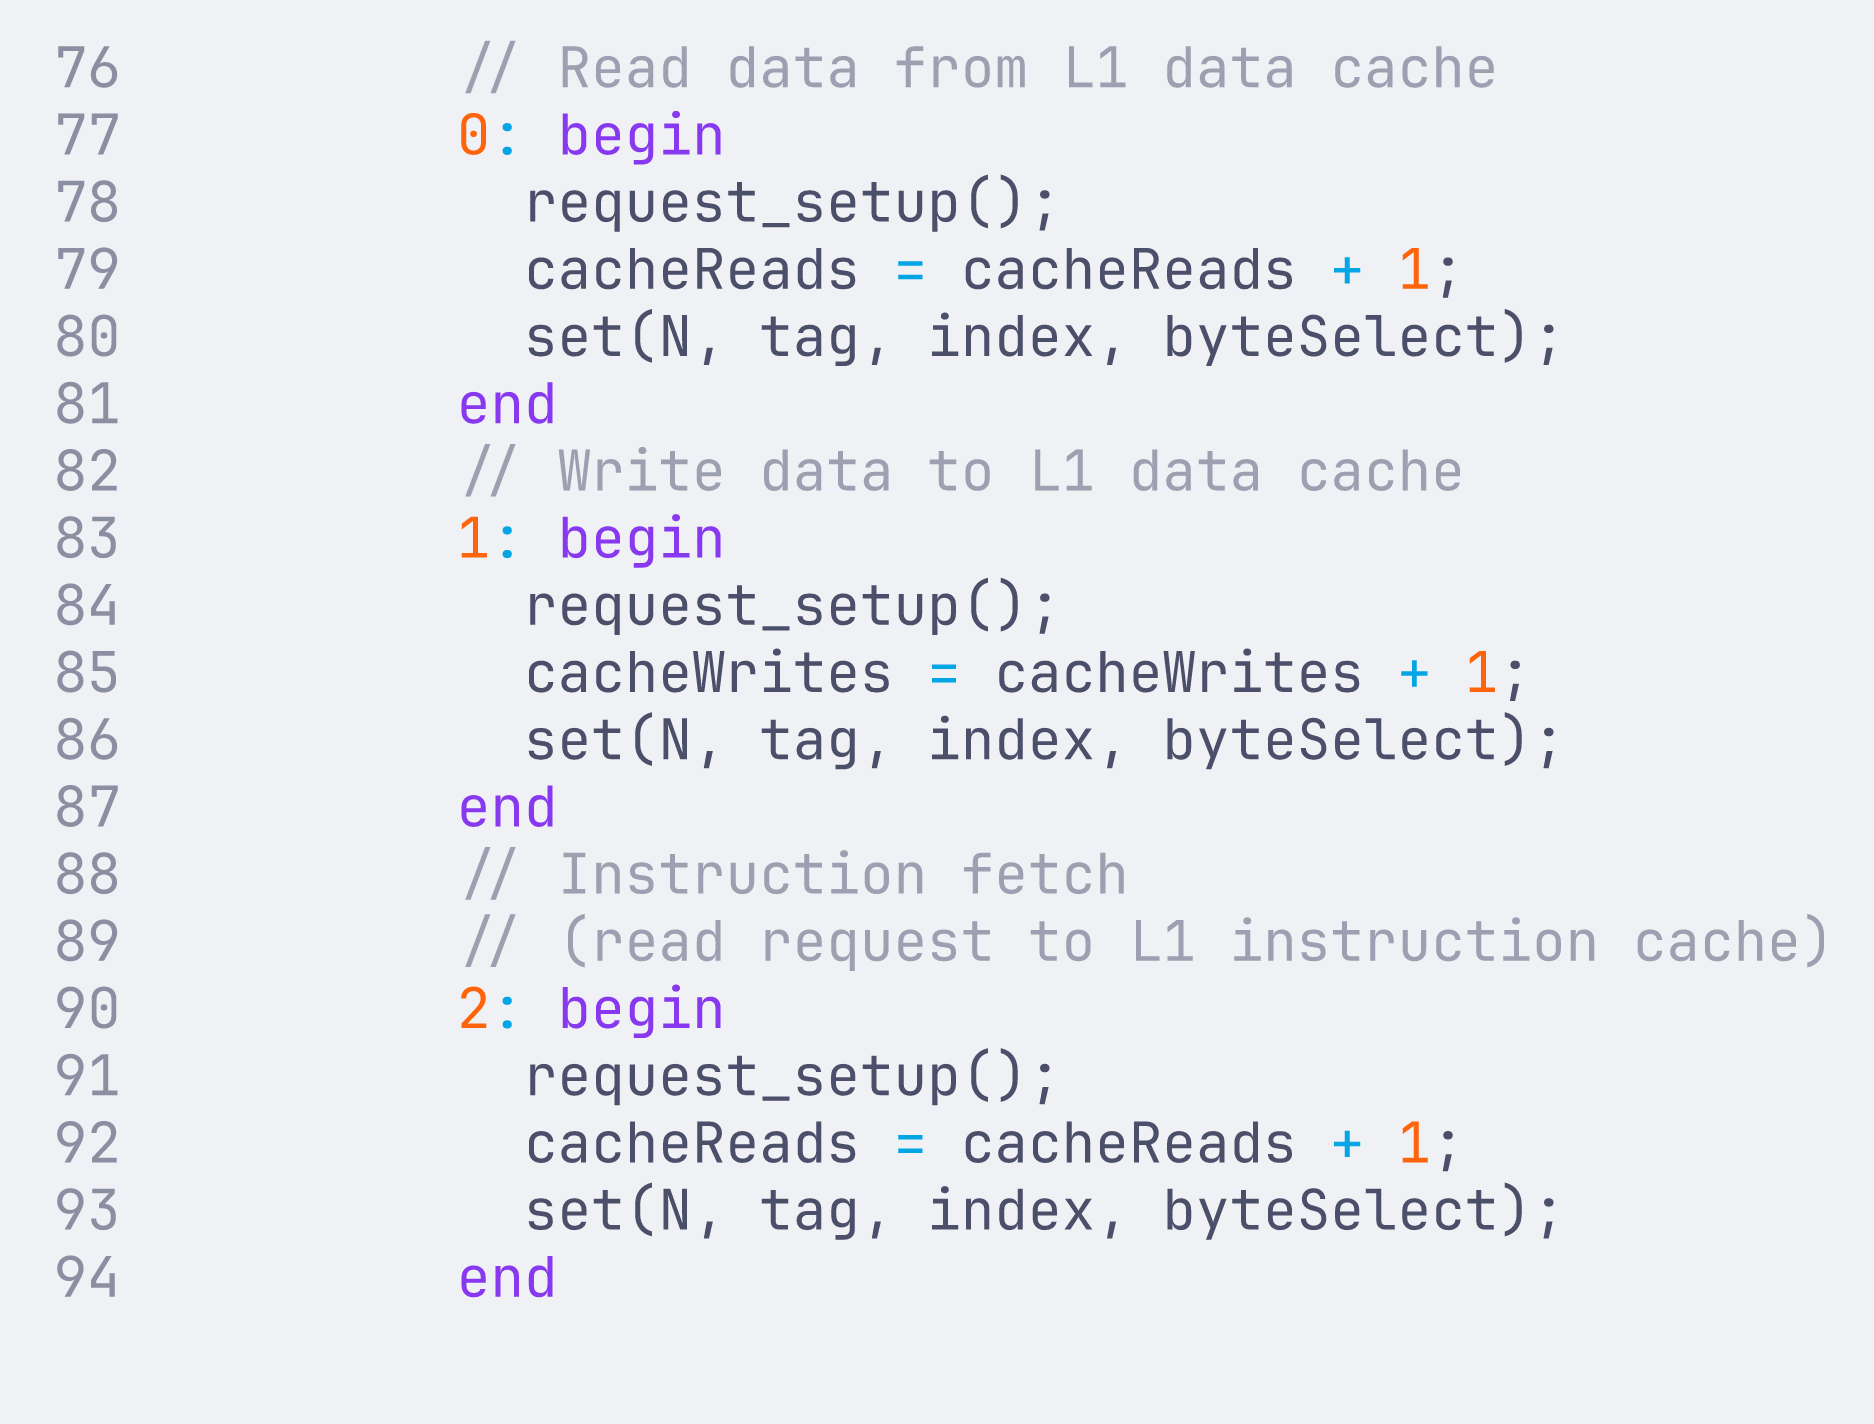 76 // Read data from L1 data cache
77 0: begin
78 request_setup();
79 cacheReads = cacheReads + 1;
80 set(N, tag, index, byteSelect);
81 end
82 // Write data to L1 data cache
83 1: begin
84 request_setup();
85 cacheWrites = cacheWrites + 1;
86 set(N, tag, index, byteSelect);
87 end
88 // Instruction fetch
89 // (read request to L1 instruction cache)
90 2: begin
91 request_setup();
92 cacheReads = cacheReads + 1;
93 set(N, tag, index, byteSelect);
94 end